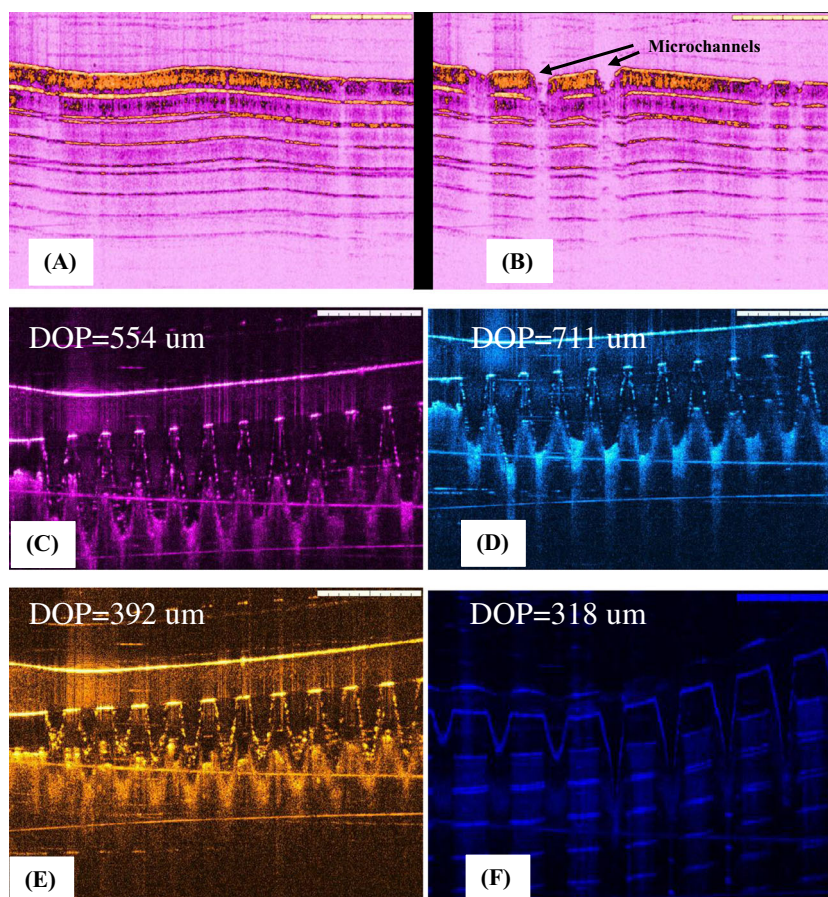 Microchannels
(A)
(B)
DOP=554 um
DOP=711 um
(C)
(D)
DOP=392 um
DOP=318 um
(E)
(F)